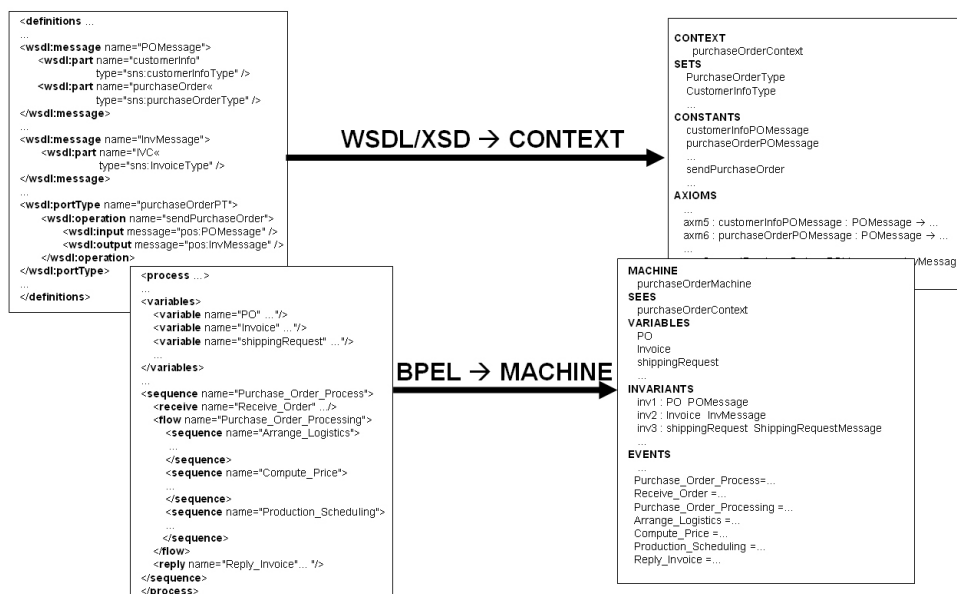 <definitions ...
...
<wsdl:message name="POMessage">
<wsdl:part name="customerInfo"
type="sns:customerInfoType" />
<wsdl:part name="purchaseOrder«
type="sns:purchaseOrderType" />
</wsdl:message>
...
<wsdl:message name="InvMessage">
<wsdl:part name="IVC«
type="sns:InvoiceType" />
</wsdl:message>
...
<wsdl:portType name="purchaseOrderPT">
<wsdl:operation name="sendPurchaseOrder">
<wsdl:input message="pos:POMessage" />
<wsdl:output message="pos:InvMessage" />
</wsdl:operation>
</wsdl:portType>
...
</definitions>
WSDL/XSD → CONTEXT
CONTEXT
purchaseOrderContext
SETS
PurchaseOrderType
CustomerInfoType
...
CONSTANTS
customerInfoPOMessage
purchaseOrderPOMessage
...
sendPurchaseOrder
...
AXIOMS
...
axm5 : customerInfoPOMessage : POMessage → ...
axm6 : purchaseOrderPOMessage : POMessage → ...
...
<process ...>
...
<variables>
<variable name="PO" ..."/>
<variable name="Invoice" ..."/>
<variable name="shippingRequest" ..."/>
...
</variables>
...
<sequence name="Purchase_Order_Process">
<receive name="Receive_Order" .../>
<flow name="Purchase_Order_Processing">
<sequence name="Arrange_Logistics">
...
</sequence>
<sequence name="Compute_Price">
...
</sequence>
<sequence name="Production_Scheduling">
...
</sequence>
</flow>
<reply name="Reply_Invoice"... "/>
</sequence>
</process>
BPEL → MACHINE
MACHINE
purchaseOrderMachine
SEES
purchaseOrderContext
VARIABLES
PO
Invoice
shippingRequest
...
INVARIANTS
inv1 : PO POMessage
inv2 : Invoice InvMessage
inv3 : shippingRequest ShippingRequestMessage
...
EVENTS
...
Purchase_Order_Process=...
Receive_Order =...
Purchase_Order_Processing =...
Arrange_Logistics =...
Compute_Price =...
Production_Scheduling =...
Reply_Invoice =...